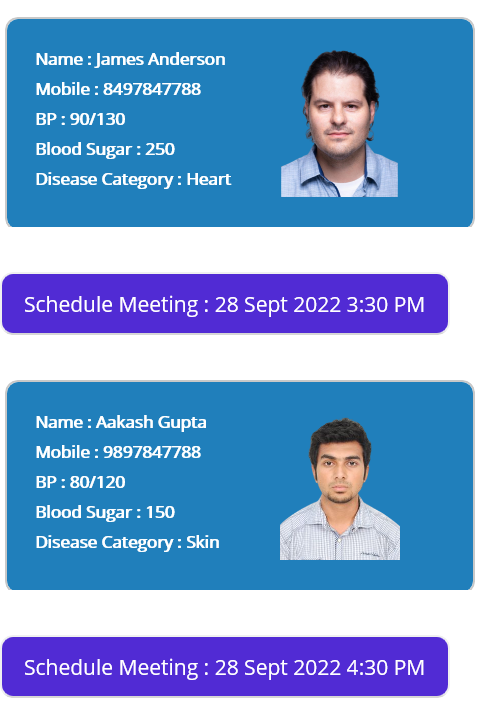 Name : James Anderson
Mobile : 8497847788
BP : 90/130
Blood Sugar : 250
Disease Category : Heart
Schedule Meeting : 28 Sept 2022 3:30 PM
Name : Aakash Gupta
Mobile : 9897847788
BP : 80/120
Blood Sugar : 150
Disease Category : Skin
Schedule Meeting : 28 Sept 2022 4:30 PM